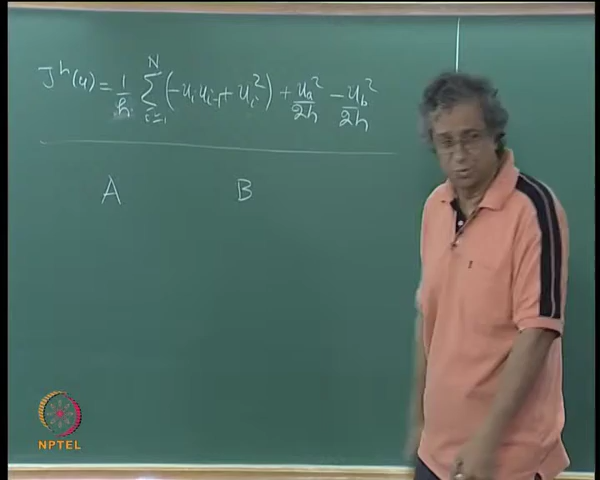 J^h(u) = 1/h Σ_{i=1}^{N} (-u_i u_{i-1} + u_i^2) + u_a^2/2h - u_b^2/2h
A B
NPTEL